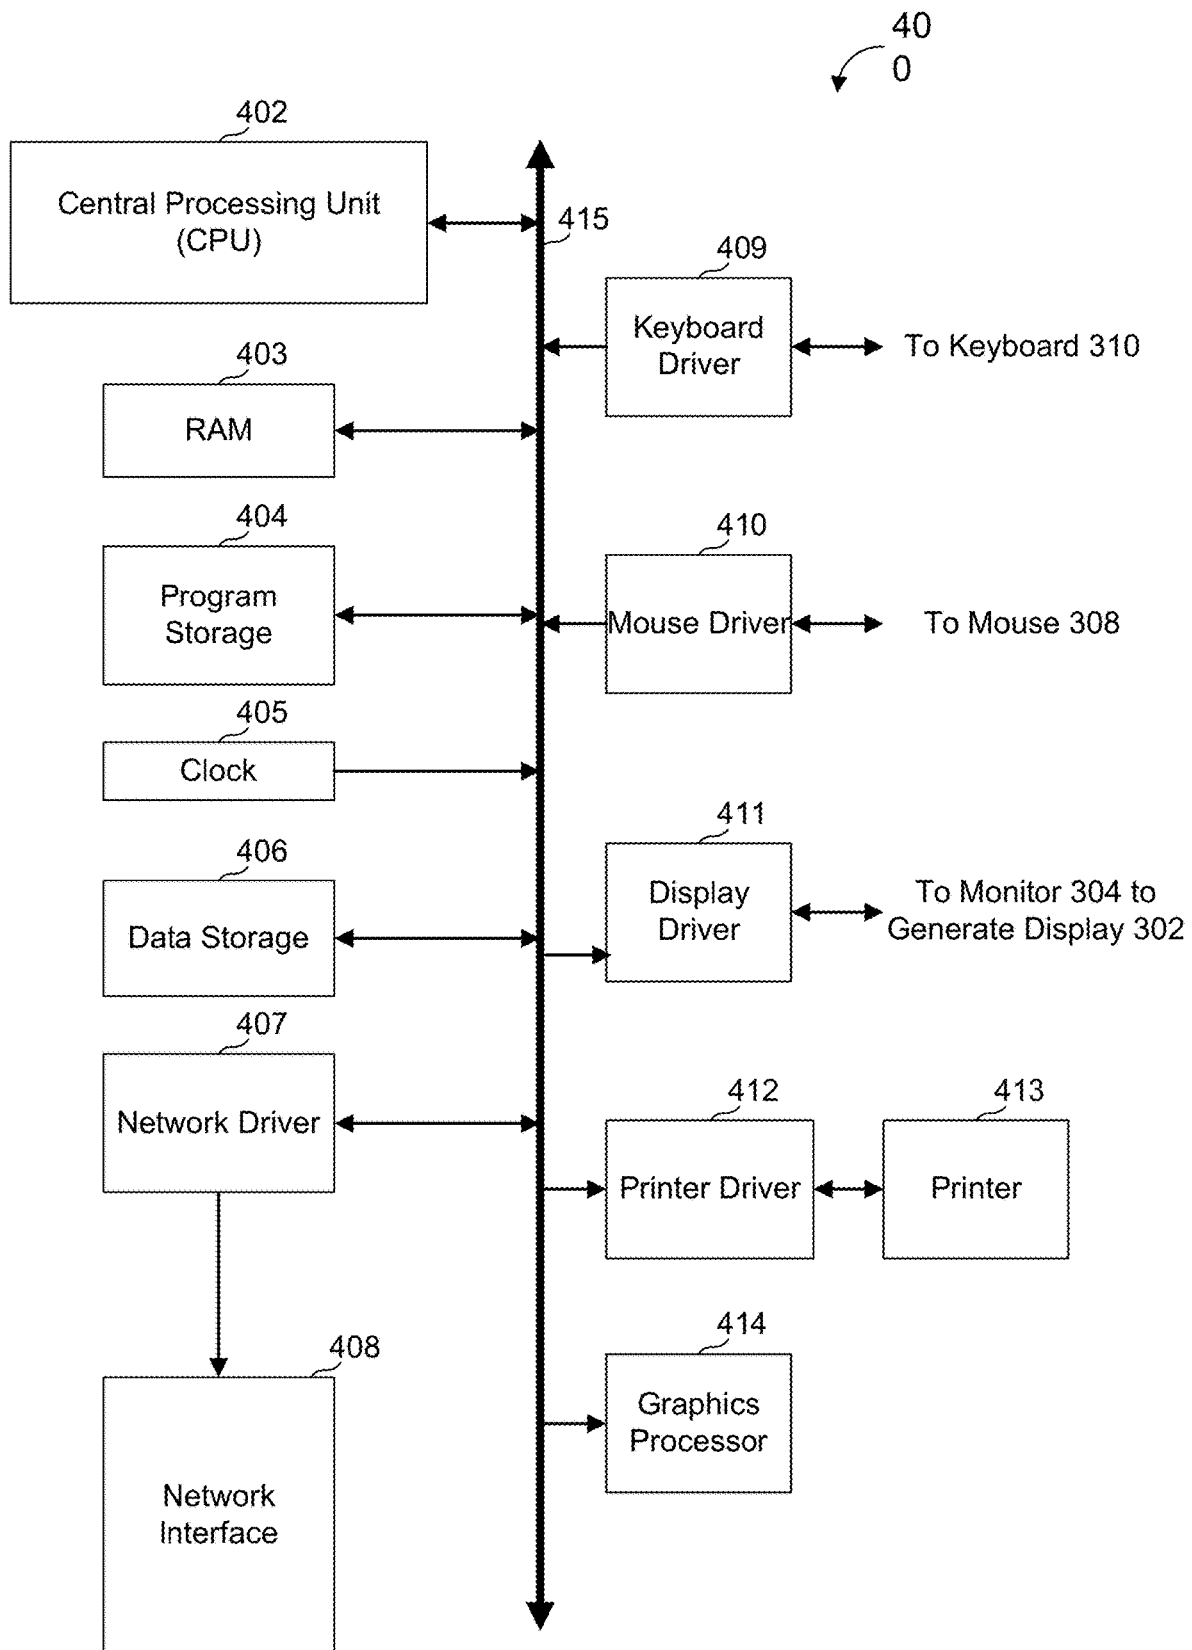 40
0
402
Central Processing Unit
(CPU)
415
409
Keyboard
Driver
To Keyboard 310
403
RAM
404
Program
Storage
410
Mouse Driver
To Mouse 308
405
Clock
411
Display
Driver
To Monitor 304 to
Generate Display 302
406
Data Storage
407
Network Driver
412
Printer Driver
413
Printer
414
Graphics
Processor
408
Network
Interface